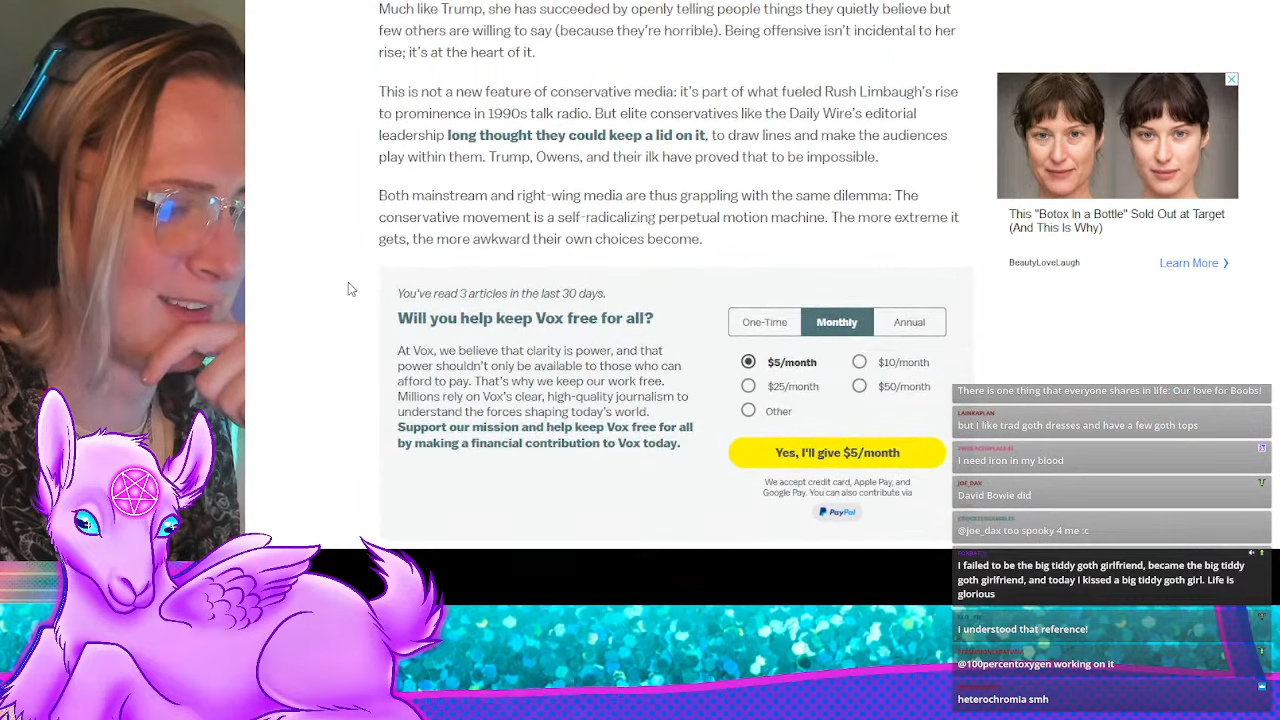 Much like Trump, she has succeeded by openly telling people things they quietly believe but
few others are willing to say (because they're horrible). Being offensive isn't incidental to her
rise; it's at the heart of it.
This is not a new feature of conservative media: it's part of what fueled Rush Limbaugh's rise
to prominence in 1990s talk radio. But elite conservatives like the Daily Wire's editorial
leadership long thought they could keep a lid on it, to draw lines and make the audiences
play within them. Trump, Owens, and their ilk have proved that to be impossible.
Both mainstream and right-wing media are thus grappling with the same dilemma: The
conservative movement is a self-radicalizing perpetual motion machine. The more extreme it
gets, the more awkward their own choices become.
This "Botox In a Bottle" Sold Out at Target
(And This Is Why)
BeautyLoveLaugh
Learn More
You've read 3 articles in the last 30 days.
Will you help keep Vox free for all?
At Vox, we believe that clarity is power, and that
power shouldn't only be available to those who can
afford to pay. That's why we keep our work free.
Millions rely on Vox's clear, high-quality journalism to
understand the forces shaping today's world.
Support our mission and help keep Vox free for all
by making a financial contribution to Vox today.
One-Time
Monthly
Annual
$5/month
$10/month
$25/month
$50/month
Other
Yes, I'll give $5/month
We accept credit card, Apple Pay, and
Google Pay. You can also contribute via
PayPal
There is one thing that everyone shares in life: Our love for Boobs!
LAINKAPLAN
but I like trad goth dresses and have a few goth tops
I need iron in my blood
JOE_DAX
David Bowie did
@joe_dax too spooky 4 me :c
I failed to be the big tiddy goth girlfriend, became the big tiddy
goth girlfriend, and today I kissed a big tiddy goth girl. Life is
glorious
I understood that reference!
@100percentoxygen working on it
heterochromia smh